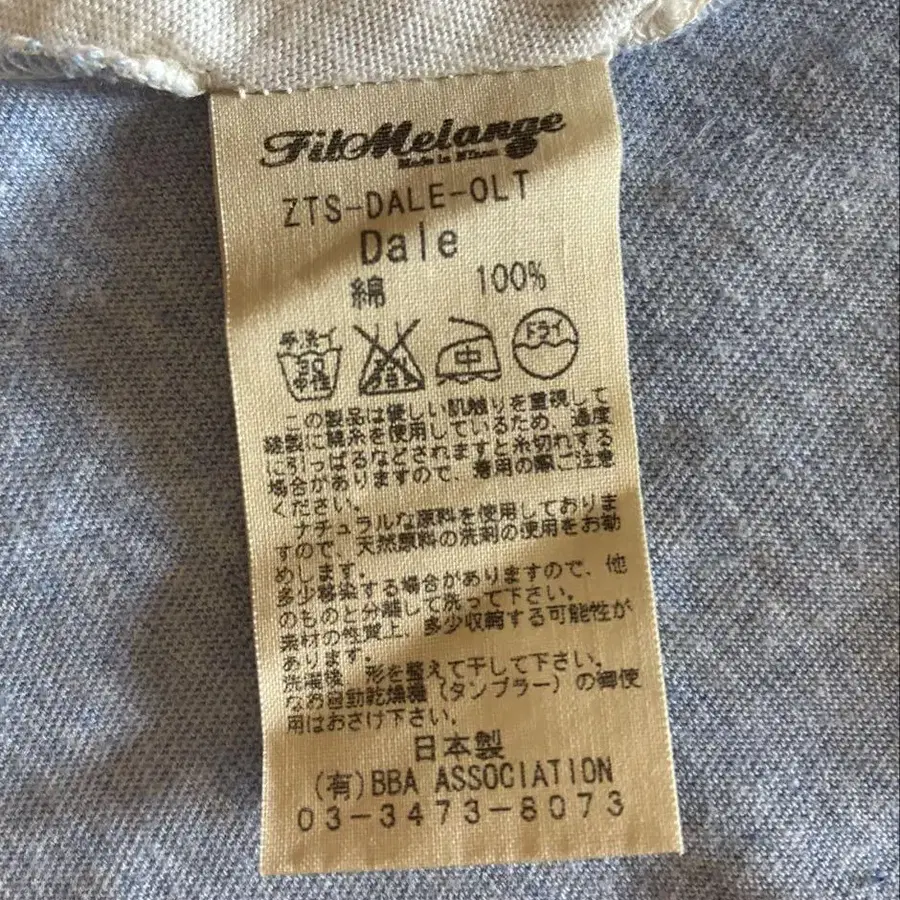 FilMelange
ZTS-DALE-OLT
Dale
綿 100%
手洗イ
30
中性
エンソ
サラシ
中
ドライ
この製品は優しい肌触りを重視して
縫製に綿糸を使用しているため、過度
に引っぱるなどされますと糸切れする
場合がありますので、着用の際ご注意
ください。
ナチュラルな原料を使用しておりま
すので、天然原料の洗剤の使用をお勧
めします。
多少移染する場合がありますので、他
のものと分離して洗って下さい。
素材の性質上、多少収縮する可能性が
あります。
洗濯後、形を整えて干して下さい。
なお自動乾燥機(タンブラー)の御使
用はおさけ下さい。
日本製
(有)BBA ASSOCIATION
03-3473-8073